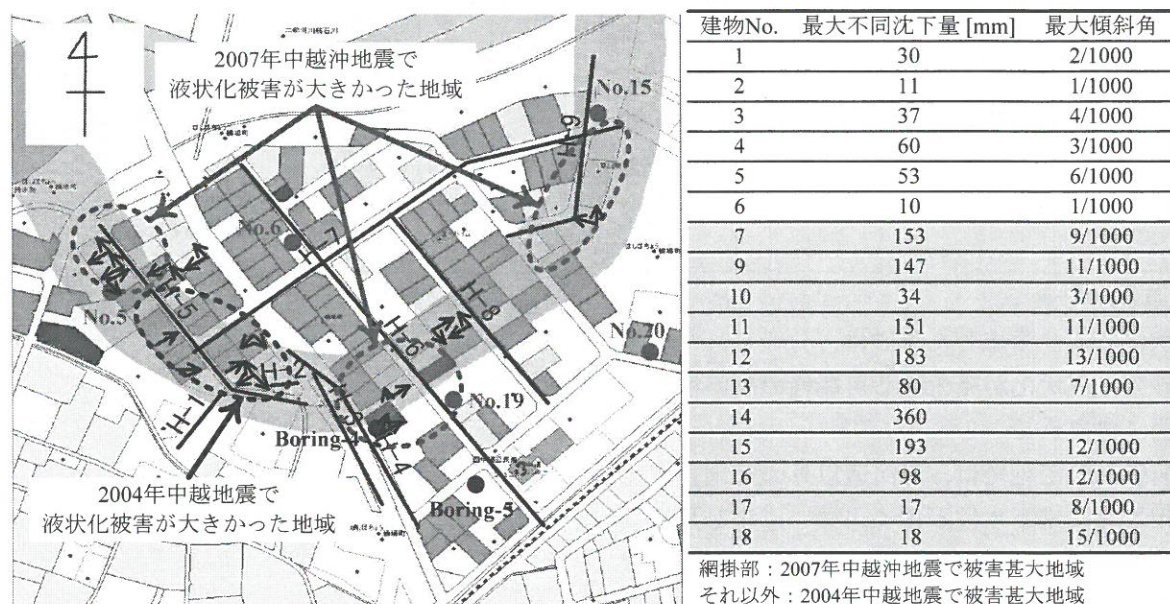 2007年中越沖地震で
液状化被害が大きかった地域
No.15
H-9
No.6
H-7
H-5
No.5
H-8
H-6
No.20
H-2
H-1
H-3
No.19
Boring-4
H-4
Boring-5
2004年中越地震で
液状化被害が大きかった地域
建物No. 最大不同沈下量 [mm] 最大傾斜角
1 30 2/1000
2 11 1/1000
3 37 4/1000
4 60 3/1000
5 53 6/1000
6 10 1/1000
7 153 9/1000
9 147 11/1000
10 34 3/1000
11 151 11/1000
12 183 13/1000
13 80 7/1000
14 360
15 193 12/1000
16 98 12/1000
17 17 8/1000
18 18 15/1000
網掛部：2007年中越沖地震で被害甚大地域
それ以外：2004年中越地震で被害甚大地域